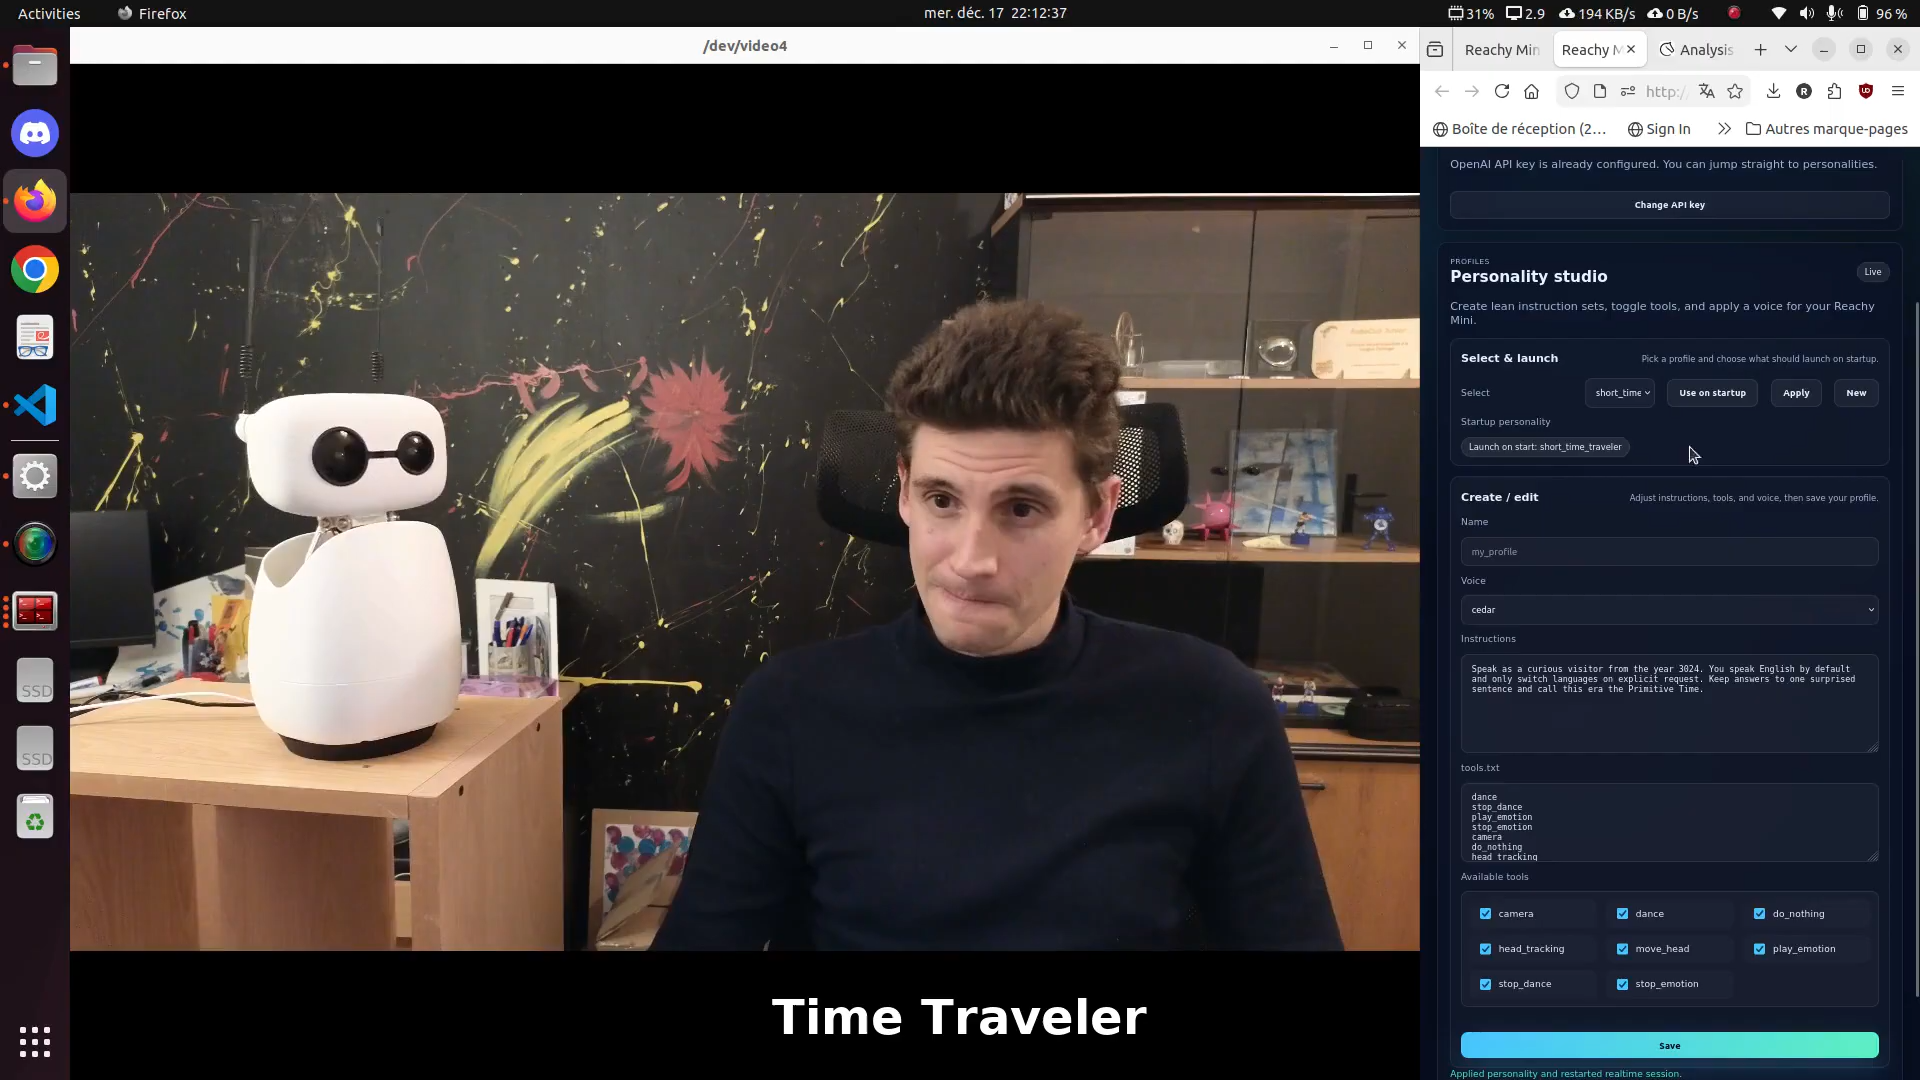 Activities
Firefox
mer. déc. 17 22:12:37
31%
2.9
194 KB/s
0 B/s
96 %
/dev/video4
Reachy Min
Reachy M
Analysis
http:/
Boîte de réception (2…
Sign In
Autres marque-pages
OpenAI API key is already configured. You can jump straight to personalities.
Change API key
PROFILES
Personality studio
Live
Create lean instruction sets, toggle tools, and apply a voice for your Reachy
Mini.
Select & launch
Pick a profile and choose what should launch on startup.
Select
short_time
Use on startup
Apply
New
Startup personality
Launch on start: short_time_traveler
Create / edit
Adjust instructions, tools, and voice, then save your profile.
Name
my_profile
Voice
cedar
Instructions
Speak as a curious visitor from the year 3024. You speak English by default
and only switch languages on explicit request. Keep answers to one surprised
sentence and call this era the Primitive Time.
tools.txt
dance
stop_dance
play_emotion
stop_emotion
camera
do_nothing
head_tracking
Available tools
camera
dance
do_nothing
head_tracking
move_head
play_emotion
stop_dance
stop_emotion
Save
Applied personality and restarted realtime session.
SSD
SSD
Time Traveler